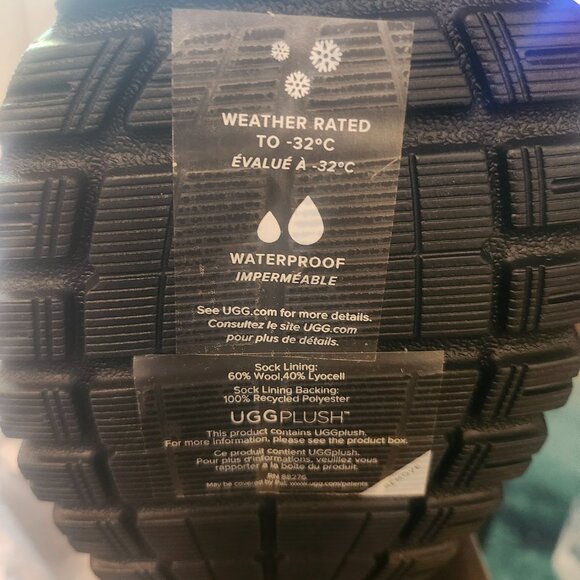 WEATHER RATED
TO -32°C
ÉVALUÉ À -32°C
WATERPROOF
IMPERMÉABLE
See UGG.com for more details.
Consultez le site UGG.com
pour plus de détails.
Sock Lining:
60% Wool,40% Lyocell
Sock Lining Backing:
100% Recycled Polyester
UGGPLUSH™
This product contains UGGplush.
For more information, please see the product box.
Ce produit contient UGGplush.
Pour plus d'informations, veuillez vous
rapporter à la boîte du produit.
RN 88276
May be covered by Pat. www.ugg.com/patents
REMOVE